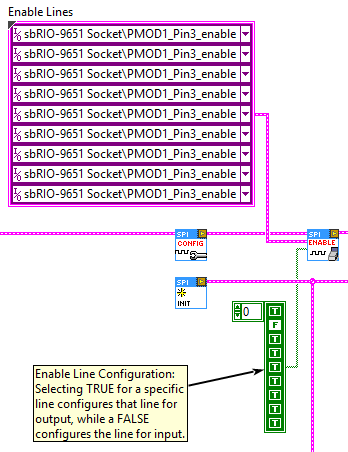 Enable Lines
I/O sbRIO-9651 Socket\PMOD1_Pin3_enable
I/O sbRIO-9651 Socket\PMOD1_Pin3_enable
I/O sbRIO-9651 Socket\PMOD1_Pin3_enable
I/O sbRIO-9651 Socket\PMOD1_Pin3_enable
I/O sbRIO-9651 Socket\PMOD1_Pin3_enable
I/O sbRIO-9651 Socket\PMOD1_Pin3_enable
I/O sbRIO-9651 Socket\PMOD1_Pin3_enable
I/O sbRIO-9651 Socket\PMOD1_Pin3_enable
I/O sbRIO-9651 Socket\PMOD1_Pin3_enable
SPI
CONFIG
SPI
ENABLE
SPI
INIT
0
T
F
T
T
T
T
T
T
T
Enable Line Configuration:
Selecting TRUE for a specific
line configures that line for
output, while a FALSE
configures the line for input.